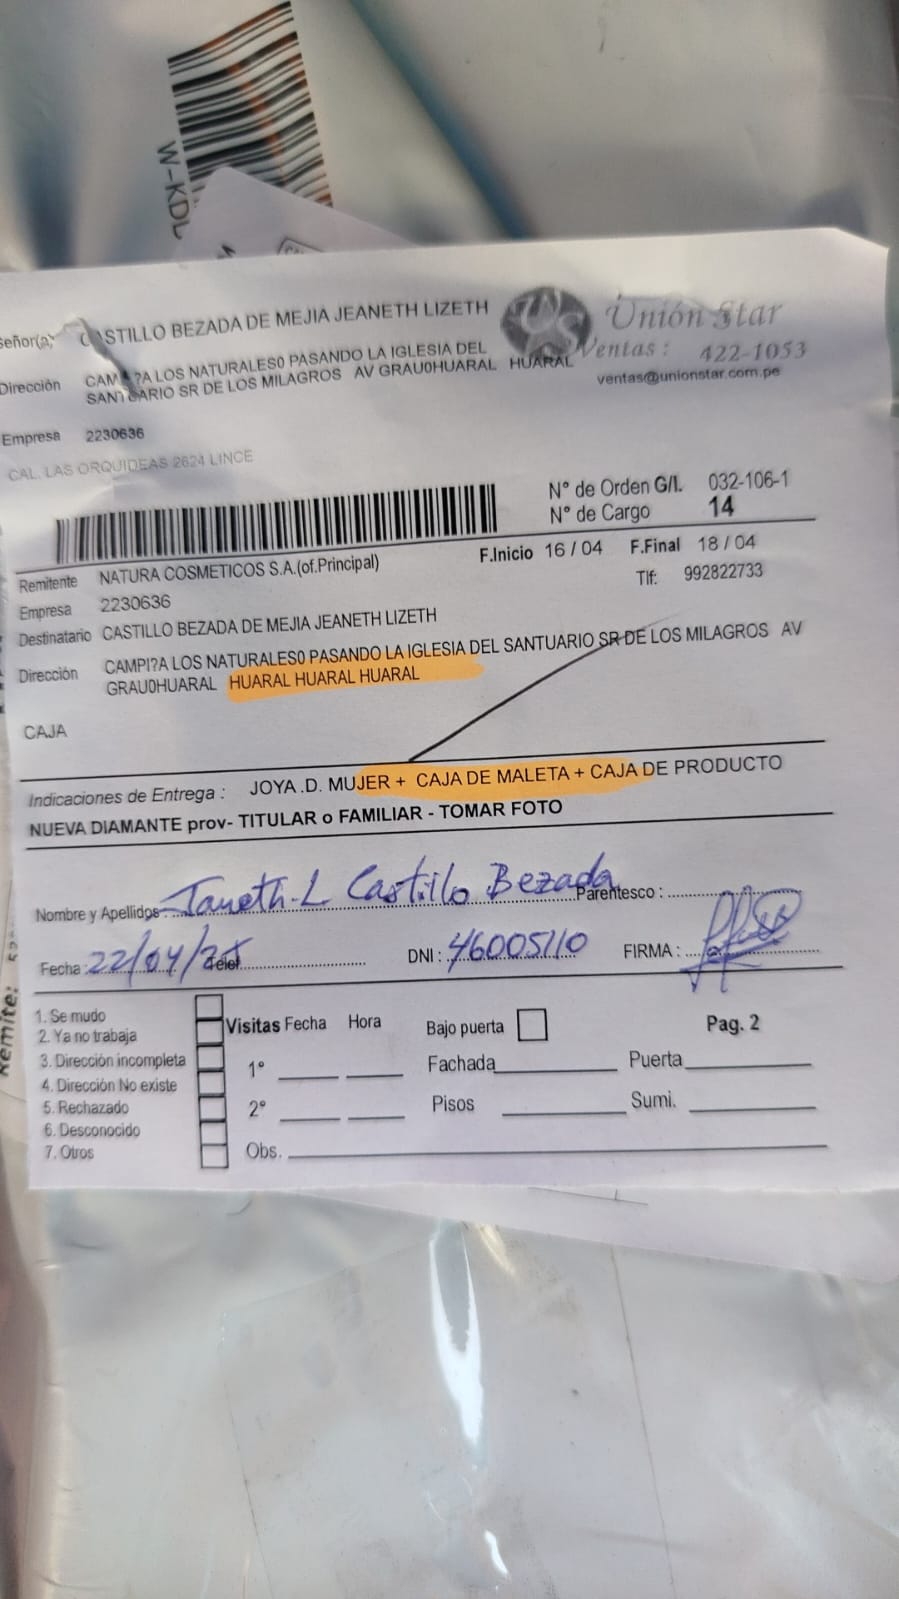 W-KDL
Señor(a): CASTILLO BEZADA DE MEJIA JEANETH LIZETH
Unión Star
Dirección CAM ?A LOS NATURALES0 PASANDO LA IGLESIA DEL
SANTUARIO SR DE LOS MILAGROS AV GRAU0HUARAL HUARAL
Ventas: 422-1053
ventas@unionstar.com.pe
Empresa 2230636
CAL. LAS ORQUIDEAS 2624 LINCE
N° de Orden G/I. 032-106-1
N° de Cargo 14
Remitente NATURA COSMETICOS S.A.(of.Principal)
F.Inicio 16 / 04 F.Final 18 / 04
Empresa 2230636
Tlf: 992822733
Destinatario CASTILLO BEZADA DE MEJIA JEANETH LIZETH
Dirección CAMPI?A LOS NATURALES0 PASANDO LA IGLESIA DEL SANTUARIO SR DE LOS MILAGROS AV
GRAU0HUARAL HUARAL HUARAL HUARAL
CAJA
Indicaciones de Entrega : JOYA .D. MUJER + CAJA DE MALETA + CAJA DE PRODUCTO
NUEVA DIAMANTE prov- TITULAR o FAMILIAR - TOMAR FOTO
Nombre y Apellidos: Janeth L Castillo Bezada Parentesco :
Fecha: 22/04/25 Telef. DNI : 46005110 FIRMA :
1. Se mudo
2. Ya no trabaja
3. Dirección incompleta
4. Dirección No existe
5. Rechazado
6. Desconocido
7. Otros
Visitas Fecha Hora
1°
2°
Obs.
Bajo puerta
Pag. 2
Fachada Puerta
Pisos Sumi.
Remite: